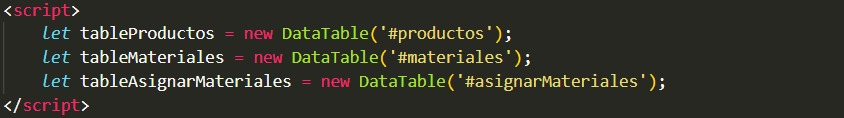 <script>
let tableProductos = new DataTable('#productos');
let tableMateriales = new DataTable('#materiales');
let tableAsignarMateriales = new DataTable('#asignarMateriales');
</script>